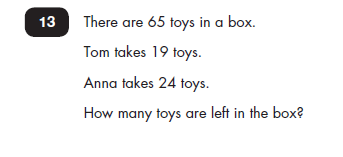 13 There are 65 toys in a box.
Tom takes 19 toys.
Anna takes 24 toys.
How many toys are left in the box?